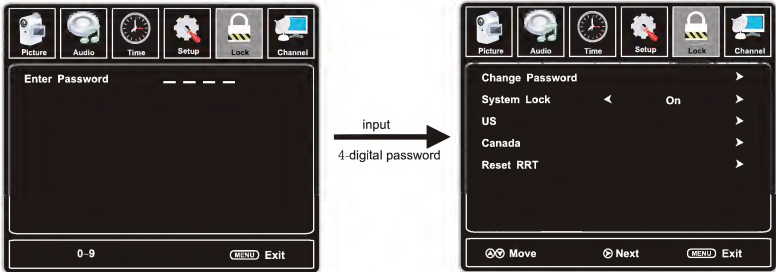 Picture Audio Time Setup Lock Channel
Enter Password _ _ _ _
0~9 MENU Exit
input
4-digital password
Picture Audio Time Setup Lock Channel
Change Password
System Lock On
US
Canada
Reset RRT
Move Next MENU Exit